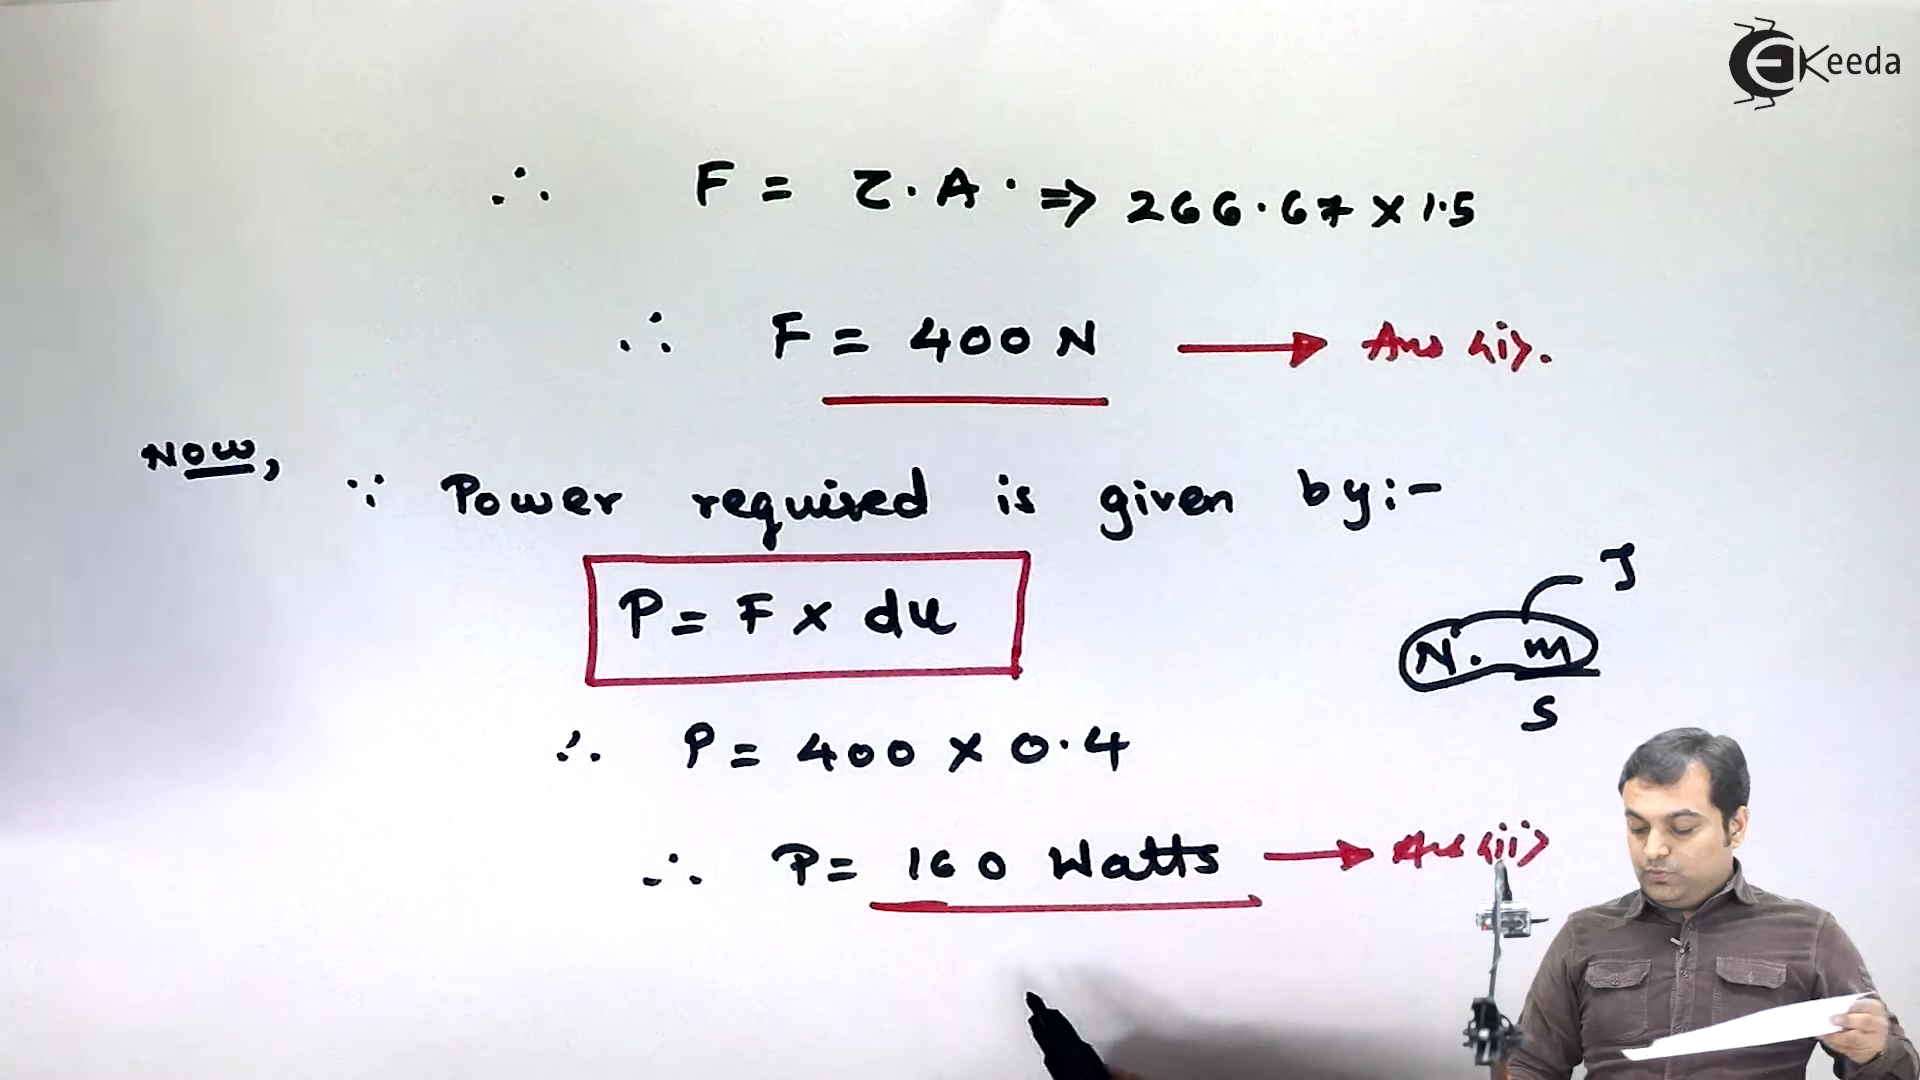 Keeda
∴ F = τ . A . ⇒ 266.67 × 1.5
∴ F = 400 N → Ans (i).
Now,
∵ Power required is given by:-
P = F × du
J
N. m
S
∴ P = 400 × 0.4
∴ P = 160 Watts → Ans (ii)